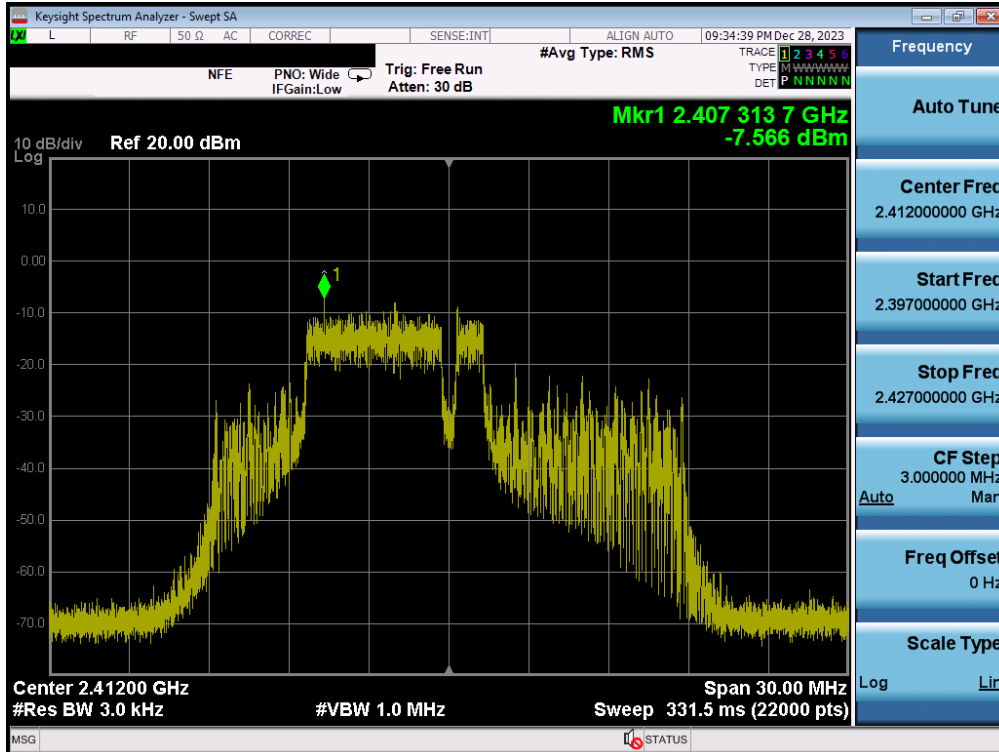 Keysight Spectrum Analyzer - Swept SA
LXI L RF 50 Ω AC CORREC SENSE:INT ALIGN AUTO 09:34:39 PM Dec 28, 2023
NFE PNO: Wide Trig: Free Run #Avg Type: RMS TRACE 1 2 3 4 5 6
IFGain:Low Atten: 30 dB TYPE M W W W W W
DET P N N N N N
Mkr1 2.407 313 7 GHz
-7.566 dBm
10 dB/div Ref 20.00 dBm
Log
10.0
0.00
1
-10.0
-20.0
-30.0
-40.0
-50.0
-60.0
-70.0
Center 2.41200 GHz Span 30.00 MHz
#Res BW 3.0 kHz #VBW 1.0 MHz Sweep 331.5 ms (22000 pts)
MSG STATUS
Frequency
Auto Tune
Center Freq
2.412000000 GHz
Start Freq
2.397000000 GHz
Stop Freq
2.427000000 GHz
CF Step
3.000000 MHz
Auto Man
Freq Offset
0 Hz
Scale Type
Log Lin